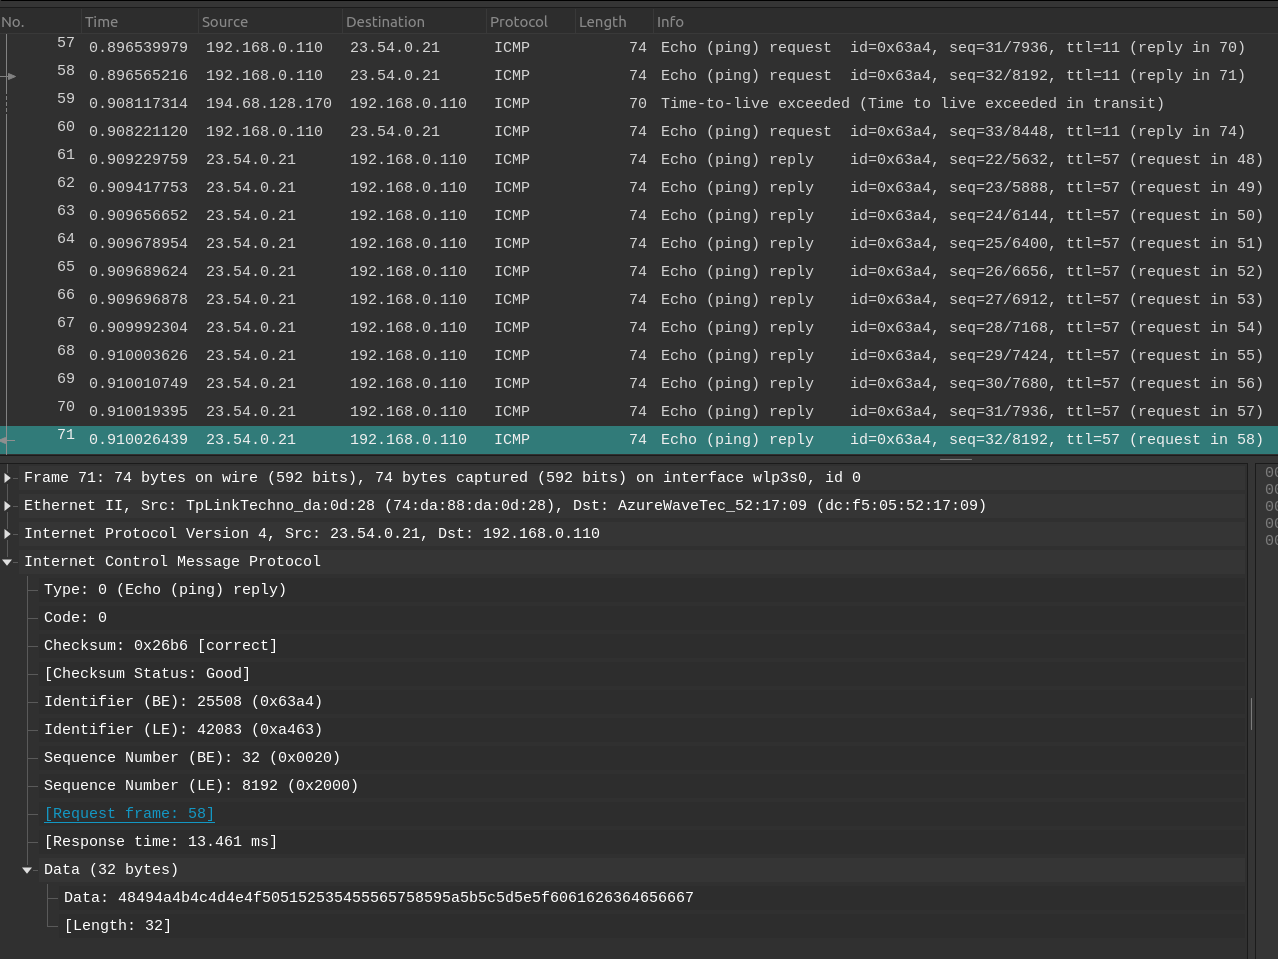 No. Time Source Destination Protocol Length Info
57 0.896539979 192.168.0.110 23.54.0.21 ICMP 74 Echo (ping) request id=0x63a4, seq=31/7936, ttl=11 (reply in 70)
58 0.896565216 192.168.0.110 23.54.0.21 ICMP 74 Echo (ping) request id=0x63a4, seq=32/8192, ttl=11 (reply in 71)
59 0.908117314 194.68.128.170 192.168.0.110 ICMP 70 Time-to-live exceeded (Time to live exceeded in transit)
60 0.908221120 192.168.0.110 23.54.0.21 ICMP 74 Echo (ping) request id=0x63a4, seq=33/8448, ttl=11 (reply in 74)
61 0.909229759 23.54.0.21 192.168.0.110 ICMP 74 Echo (ping) reply id=0x63a4, seq=22/5632, ttl=57 (request in 48)
62 0.909417753 23.54.0.21 192.168.0.110 ICMP 74 Echo (ping) reply id=0x63a4, seq=23/5888, ttl=57 (request in 49)
63 0.909656652 23.54.0.21 192.168.0.110 ICMP 74 Echo (ping) reply id=0x63a4, seq=24/6144, ttl=57 (request in 50)
64 0.909678954 23.54.0.21 192.168.0.110 ICMP 74 Echo (ping) reply id=0x63a4, seq=25/6400, ttl=57 (request in 51)
65 0.909689624 23.54.0.21 192.168.0.110 ICMP 74 Echo (ping) reply id=0x63a4, seq=26/6656, ttl=57 (request in 52)
66 0.909696878 23.54.0.21 192.168.0.110 ICMP 74 Echo (ping) reply id=0x63a4, seq=27/6912, ttl=57 (request in 53)
67 0.909992304 23.54.0.21 192.168.0.110 ICMP 74 Echo (ping) reply id=0x63a4, seq=28/7168, ttl=57 (request in 54)
68 0.910003626 23.54.0.21 192.168.0.110 ICMP 74 Echo (ping) reply id=0x63a4, seq=29/7424, ttl=57 (request in 55)
69 0.910010749 23.54.0.21 192.168.0.110 ICMP 74 Echo (ping) reply id=0x63a4, seq=30/7680, ttl=57 (request in 56)
70 0.910019395 23.54.0.21 192.168.0.110 ICMP 74 Echo (ping) reply id=0x63a4, seq=31/7936, ttl=57 (request in 57)
71 0.910026439 23.54.0.21 192.168.0.110 ICMP 74 Echo (ping) reply id=0x63a4, seq=32/8192, ttl=57 (request in 58)
Frame 71: 74 bytes on wire (592 bits), 74 bytes captured (592 bits) on interface wlp3s0, id 0
Ethernet II, Src: TpLinkTechno_da:0d:28 (74:da:88:da:0d:28), Dst: AzureWaveTec_52:17:09 (dc:f5:05:52:17:09)
Internet Protocol Version 4, Src: 23.54.0.21, Dst: 192.168.0.110
Internet Control Message Protocol
Type: 0 (Echo (ping) reply)
Code: 0
Checksum: 0x26b6 [correct]
[Checksum Status: Good]
Identifier (BE): 25508 (0x63a4)
Identifier (LE): 42083 (0xa463)
Sequence Number (BE): 32 (0x0020)
Sequence Number (LE): 8192 (0x2000)
[Request frame: 58]
[Response time: 13.461 ms]
Data (32 bytes)
Data: 48494a4b4c4d4e4f505152535455565758595a5b5c5d5e5f6061626364656667
[Length: 32]